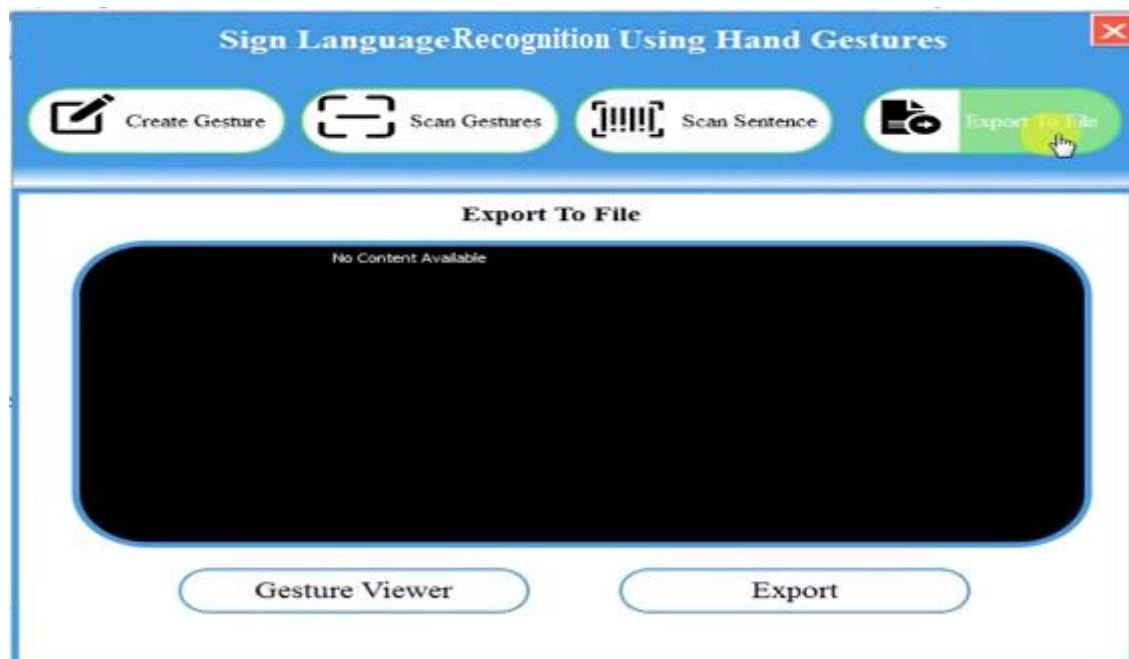 Sign LanguageRecognition Using Hand Gestures
Create Gesture Scan Gestures Scan Sentence Export To File
Export To File
No Content Available
Gesture Viewer Export